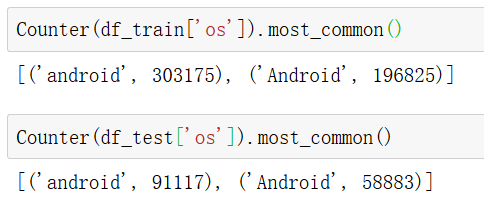 Counter(df_train['os']).most_common()
[('android', 303175), ('Android', 196825)]
Counter(df_test['os']).most_common()
[('android', 91117), ('Android', 58883)]